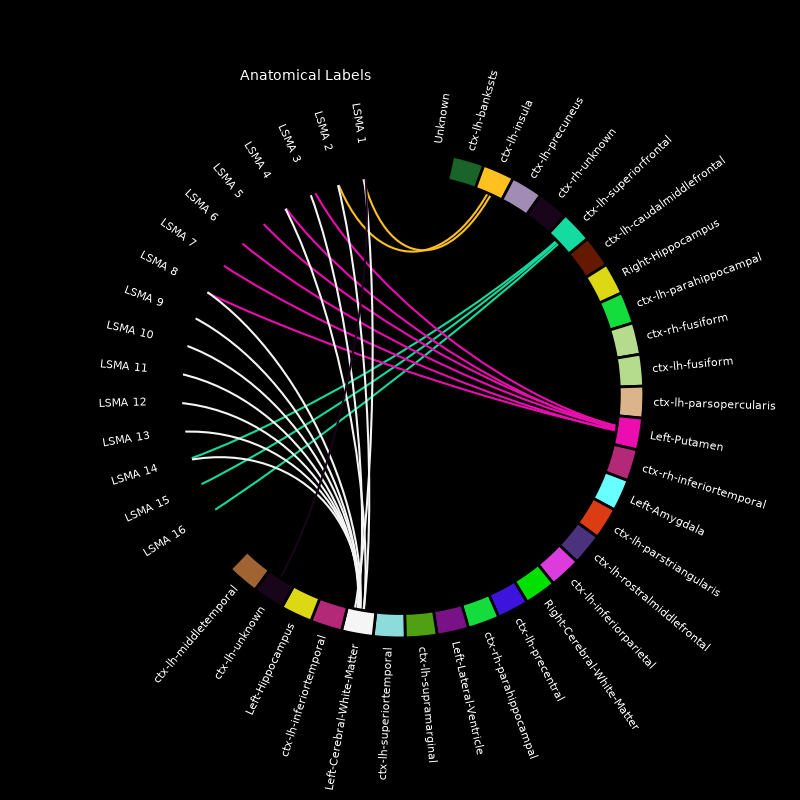 Anatomical Labels
Unknown
ctx-lh-bankssts
ctx-lh-insula
ctx-lh-precuneus
ctx-rh-unknown
ctx-lh-superiorfrontal
ctx-lh-caudalmiddlefrontal
Right-Hippocampus
ctx-lh-parahippocampal
ctx-rh-fusiform
ctx-lh-fusiform
ctx-lh-parsopercularis
Left-Putamen
ctx-rh-inferiortemporal
Left-Amygdala
ctx-lh-parstriangularis
ctx-lh-rostralmiddlefrontal
ctx-lh-inferiorparietal
Right-Cerebral-White-Matter
ctx-lh-precentral
ctx-rh-parahippocampal
Left-Lateral-Ventricle
ctx-lh-supramarginal
ctx-lh-superiortemporal
Left-Cerebral-White-Matter
ctx-lh-inferiortemporal
Left-Hippocampus
ctx-lh-unknown
ctx-lh-middletemporal
LSMA 16
LSMA 15
LSMA 14
LSMA 13
LSMA 12
LSMA 11
LSMA 10
LSMA 9
LSMA 8
LSMA 7
LSMA 6
LSMA 5
LSMA 4
LSMA 3
LSMA 2
LSMA 1